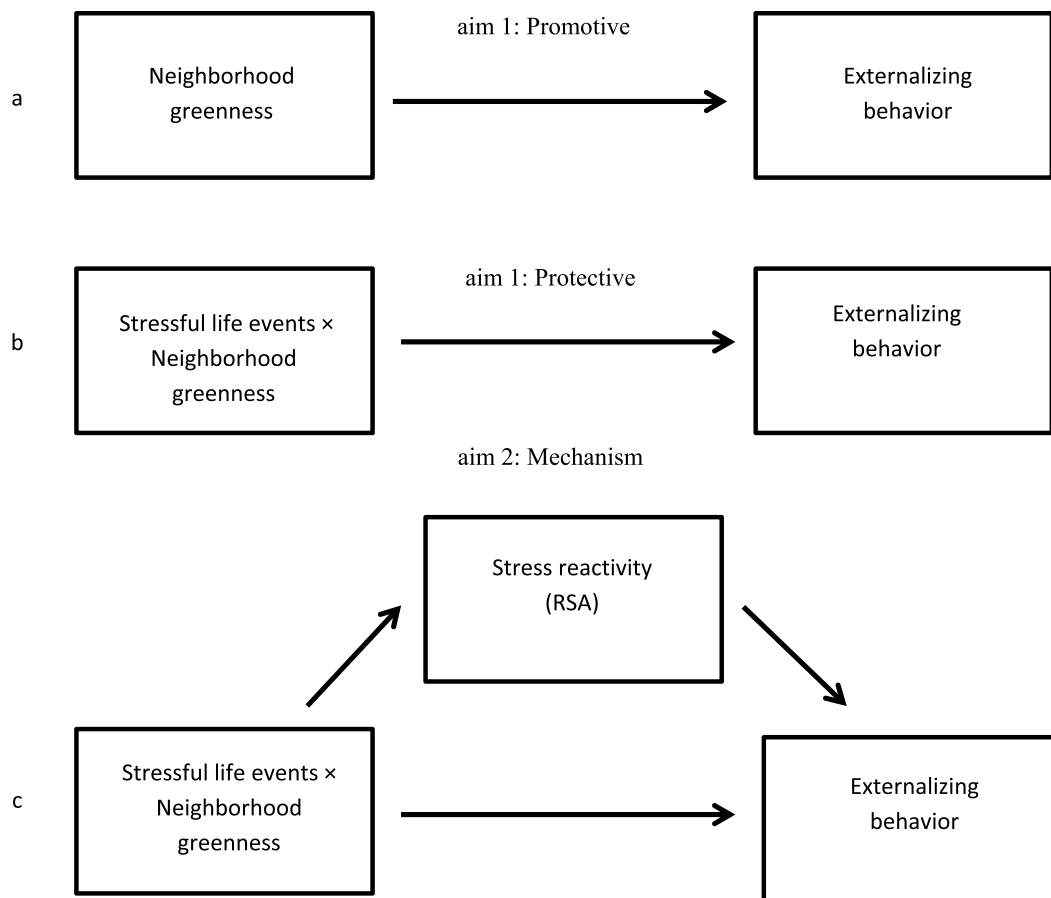 aim 1: Promotive
a
Neighborhood
greenness
Externalizing
behavior
aim 1: Protective
b
Stressful life events ×
Neighborhood
greenness
Externalizing
behavior
aim 2: Mechanism
Stress reactivity
(RSA)
c
Stressful life events ×
Neighborhood
greenness
Externalizing
behavior